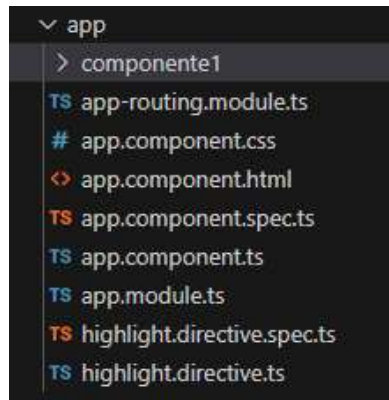 app
componente1
TS app-routing.module.ts
# app.component.css
<> app.component.html
TS app.component.spec.ts
TS app.component.ts
TS app.module.ts
TS highlight.directive.spec.ts
TS highlight.directive.ts